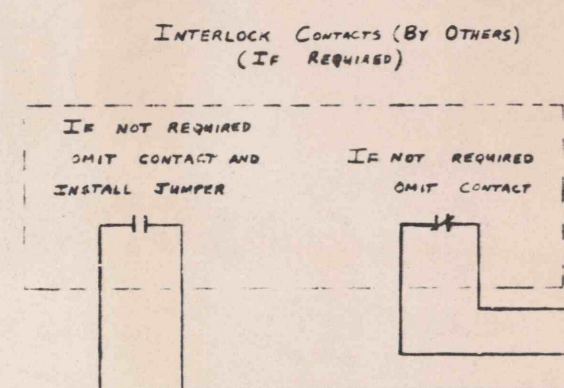 INTERLOCK CONTACTS (BY OTHERS)
(IF REQUIRED)
IF NOT REQUIRED
OMIT CONTACT AND
INSTALL JUMPER
IF NOT REQUIRED
OMIT CONTACT